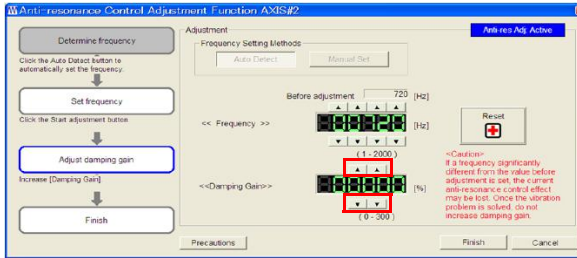 Anti-resonance Control Adjustment Function AXIS#2
Determine frequency
Click the Auto Detect button to
automatically set the frequency.
Set frequency
Click the Start adjustment button.
Adjust damping gain
Increase [Damping Gain].
Finish
Adjustment
Anti-res Adj: Active
Frequency Setting Methods
Auto Detect
Manual Set
Before adjustment 720 [Hz]
<< Frequency >>
00720 [Hz]
(1 - 2000)
<<Damping Gain>>
[%]
(0 - 300)
Reset
<Caution>
If a frequency significantly
different from the value before
adjustment is set, the current
anti-resonance control effect
may be lost. Once the vibration
problem is solved, do not
increase damping gain.
Precautions
Finish
Cancel